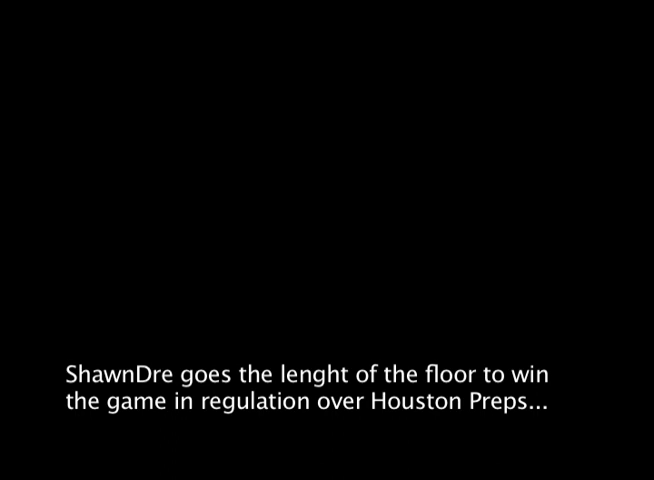 ShawnDre goes the lenght of the floor to win
the game in regulation over Houston Preps...